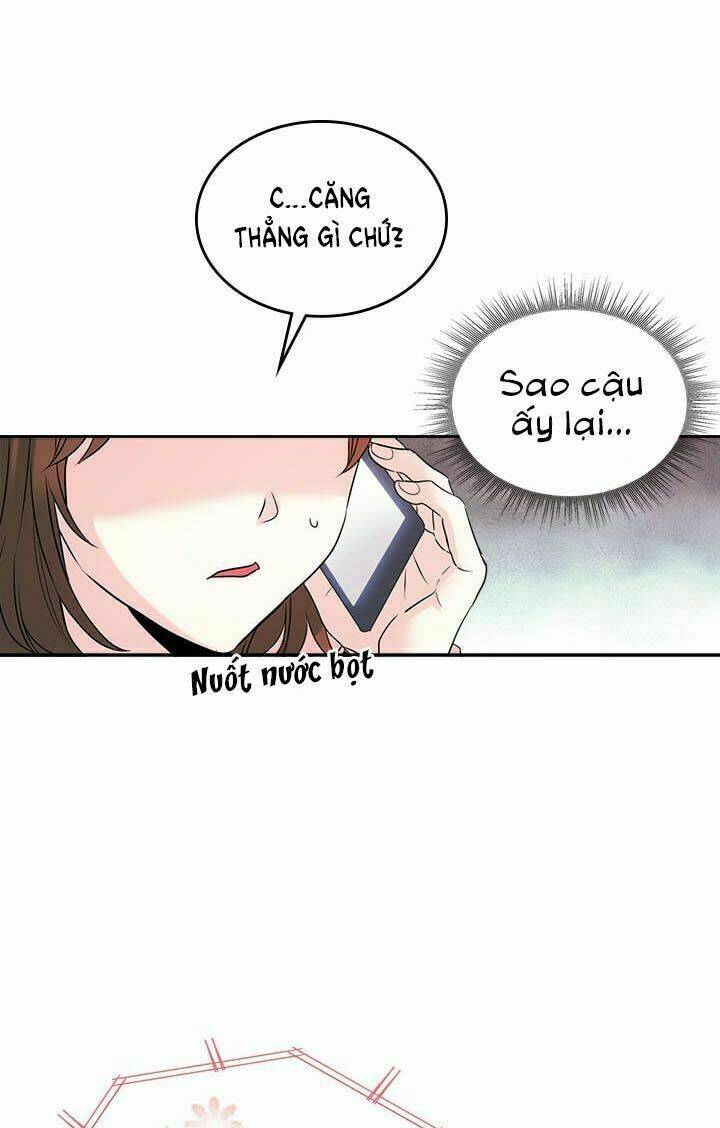 C...CĂNG
THẲNG GÌ CHỨ?
Sao cậu
ấy lại...
Nuốt nước bọt